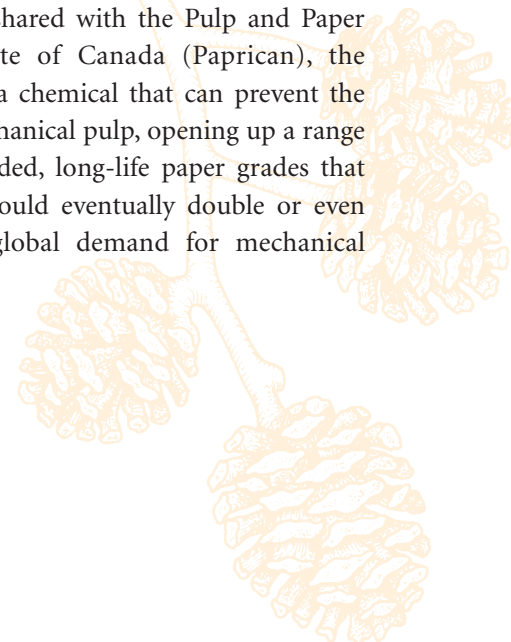 shared with the Pulp and Paper
te of Canada (Paprican), the
a chemical that can prevent the
hanical pulp, opening up a range
ded, long-life paper grades that
ould eventually double or even
global demand for mechanical